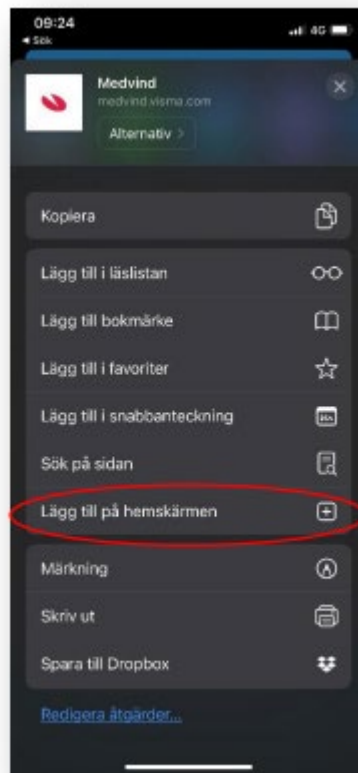 09:24
4G
Sök
Medvind
medvind.visma.com
Alternativ
Kopiera
Lägg till i läslistan
Lägg till bokmärke
Lägg till i favoriter
Lägg till i snabbanteckning
Sök på sidan
Lägg till på hemskärmen
Märkning
Skriv ut
Spara till Dropbox
Redigera åtgärder...